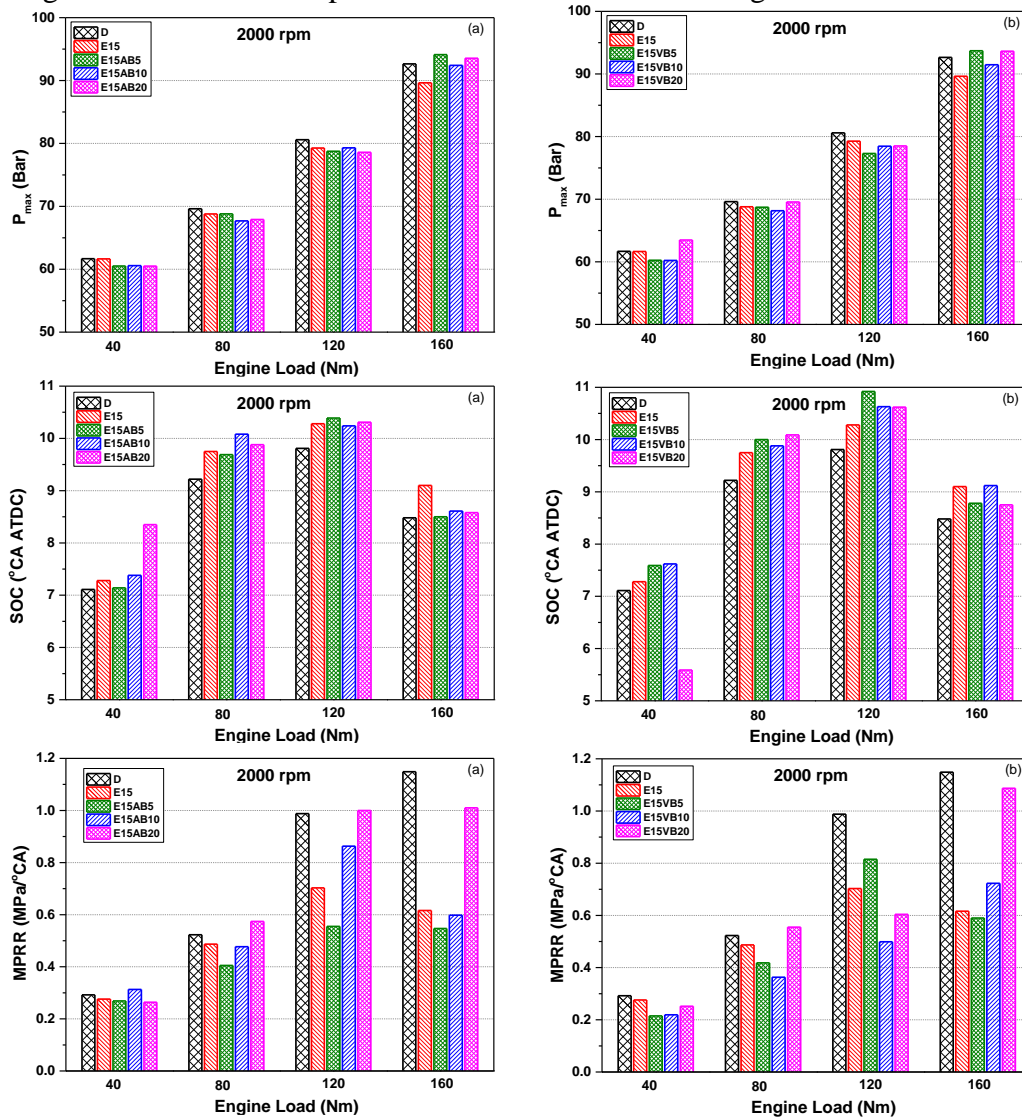 2000 rpm
(a)
D
E15
E15AB5
E15AB10
E15AB20
100
90
80
70
60
50
P max (Bar)
40 80 120 160
Engine Load (Nm)
2000 rpm
(b)
D
E15
E15VB5
E15VB10
E15VB20
100
90
80
70
60
50
P max (Bar)
40 80 120 160
Engine Load (Nm)
2000 rpm
(a)
D
E15
E15AB5
E15AB10
E15AB20
11
10
9
8
7
6
5
SOC (°CA ATDC)
40 80 120 160
Engine Load (Nm)
2000 rpm
(b)
D
E15
E15VB5
E15VB10
E15VB20
11
10
9
8
7
6
5
SOC (°CA ATDC)
40 80 120 160
Engine Load (Nm)
2000 rpm
(a)
D
E15
E15AB5
E15AB10
E15AB20
1.2
1.0
0.8
0.6
0.4
0.2
0.0
MPRR (MPa/°CA)
40 80 120 160
Engine Load (Nm)
2000 rpm
(b)
D
E15
E15VB5
E15VB10
E15VB20
1.2
1.0
0.8
0.6
0.4
0.2
0.0
MPRR (MPa/°CA)
40 80 120 160
Engine Load (Nm)